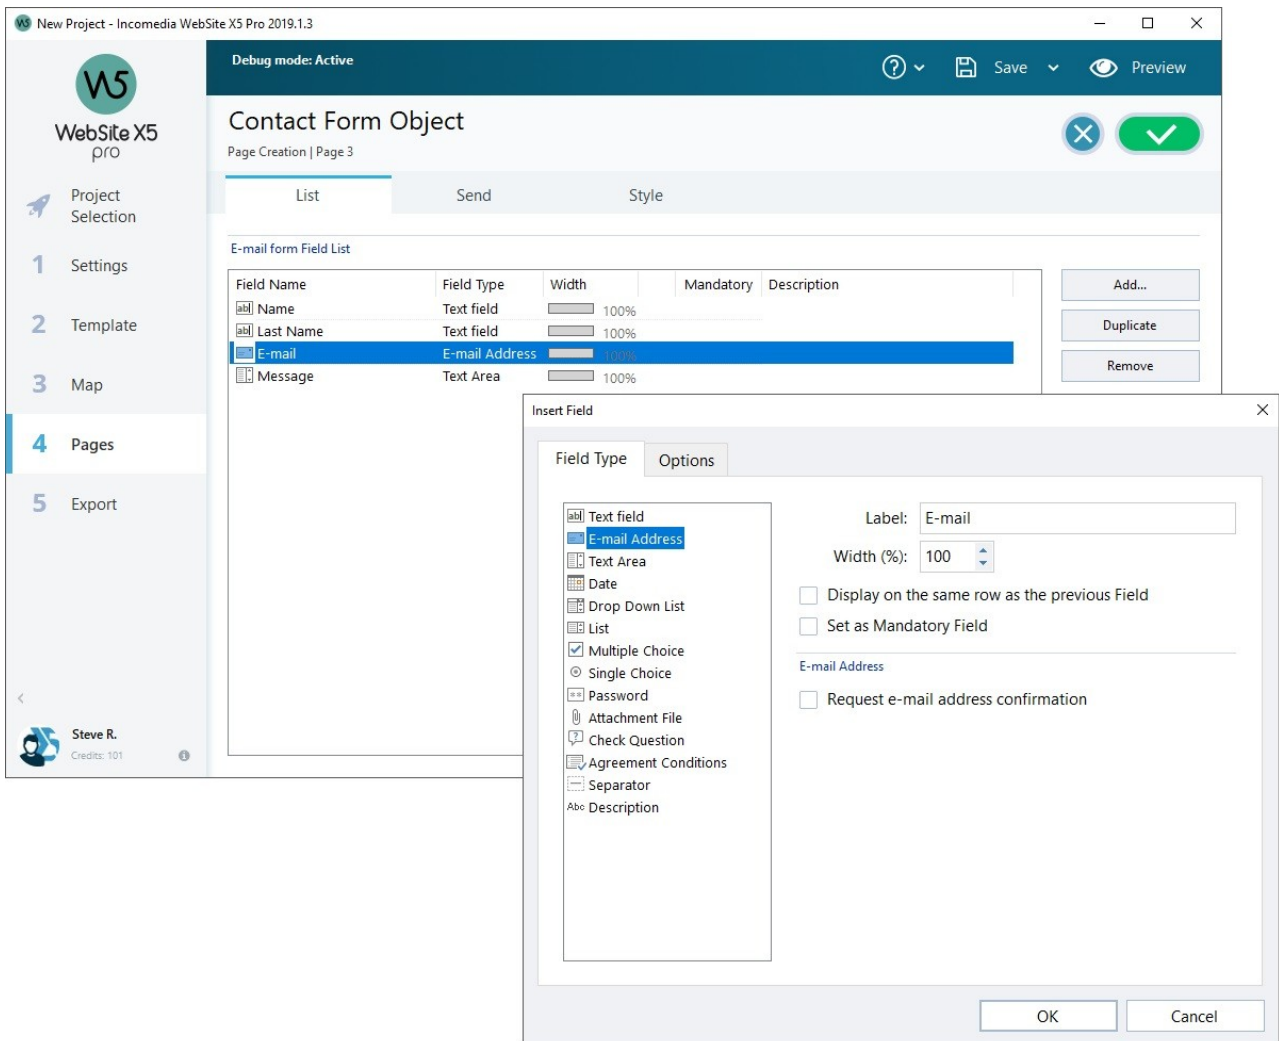 New Project - Incomedia WebSite X5 Pro 2019.1.3
W5
WebSite X5
pro
Project
Selection
1 Settings
2 Template
3 Map
4 Pages
5 Export
Steve R.
Credits: 101
Debug mode: Active
Save
Preview
Contact Form Object
Page Creation | Page 3
List Send Style
E-mail form Field List
Field Name Field Type Width Mandatory Description
abl Name Text field 100%
abl Last Name Text field 100%
E-mail E-mail Address 100%
Message Text Area 100%
Add...
Duplicate
Remove
Insert Field
Field Type Options
abl Text field
E-mail Address
Text Area
Date
Drop Down List
List
Multiple Choice
Single Choice
** Password
Attachment File
? Check Question
Agreement Conditions
Separator
Abc Description
Label: E-mail
Width (%): 100
Display on the same row as the previous Field
Set as Mandatory Field
E-mail Address
Request e-mail address confirmation
OK Cancel